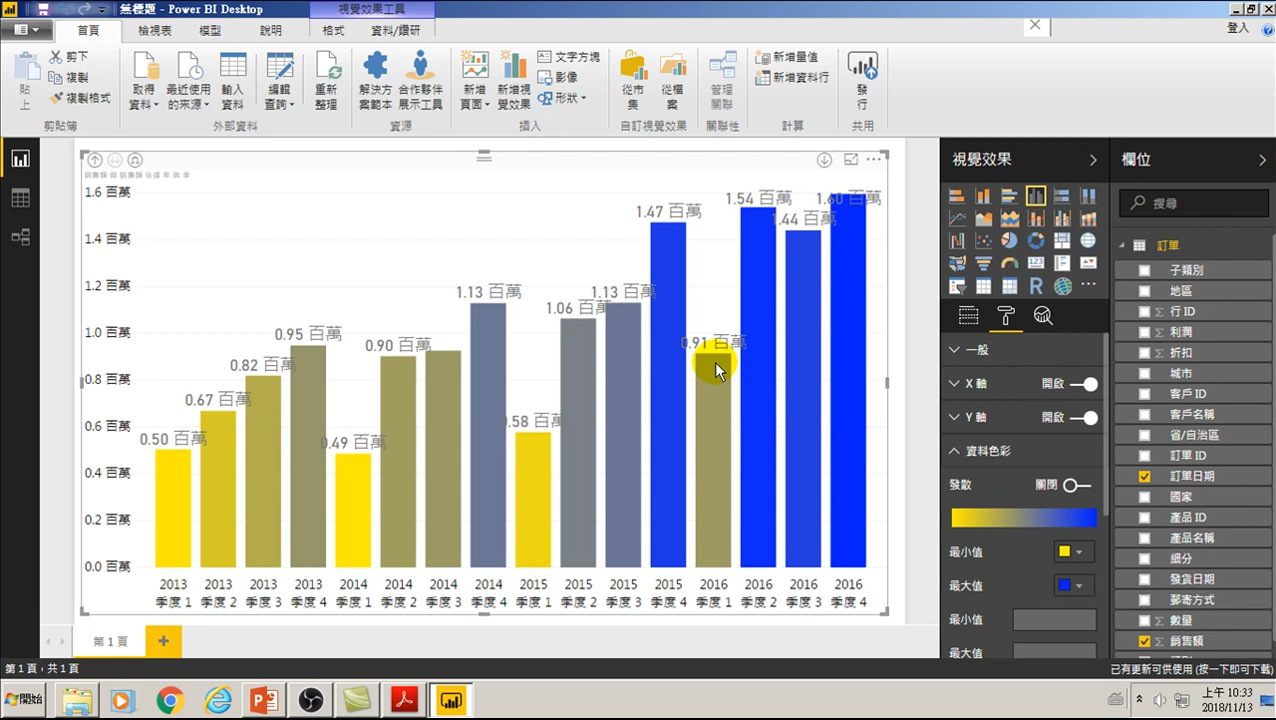 無標題 - Power BI Desktop
視覺效果工具
首頁 檢視表 模型 說明 格式 資料/鑽研
登入
貼上
剪下
複製
複製格式
剪貼簿
取得資料
最近使用的來源
輸入資料
編輯查詢
外部資料
重新整理
解決方案範本
合作夥伴展示工具
資源
新增頁面
新增視覺效果
文字方塊
影像
形狀
插入
從市集
從檔案
自訂視覺效果
管理關聯
關聯性
新增量值
新增資料行
計算
發行
共用
1.6 百萬
1.4 百萬
1.2 百萬
1.0 百萬
0.8 百萬
0.6 百萬
0.4 百萬
0.2 百萬
0.0 百萬
0.50 百萬
0.67 百萬
0.82 百萬
0.95 百萬
0.49 百萬
0.90 百萬
1.13 百萬
0.58 百萬
1.06 百萬
1.13 百萬
1.47 百萬
0.91 百萬
1.54 百萬
1.44 百萬
1.60 百萬
2013 2013 2013 2013 2014 2014 2014 2014 2015 2015 2015 2015 2016 2016 2016 2016
季度 1 季度 2 季度 3 季度 4 季度 1 季度 2 季度 3 季度 4 季度 1 季度 2 季度 3 季度 4 季度 1 季度 2 季度 3 季度 4
視覺效果
一般
X 軸 開啟
Y 軸 開啟
資料色彩
發散 關閉
最小值
最大值
最小值
最大值
欄位
搜尋
訂單
子類別
地區
行 ID
利潤
折扣
城市
客戶 ID
客戶名稱
省/自治區
訂單 ID
訂單日期
國家
產品 ID
產品名稱
細分
發貨日期
郵寄方式
數量
銷售額
第 1 頁
第 1 頁，共 1 頁
已有更新可供使用 (按一下即可下載)
開始
上午 10:33
2018/11/13